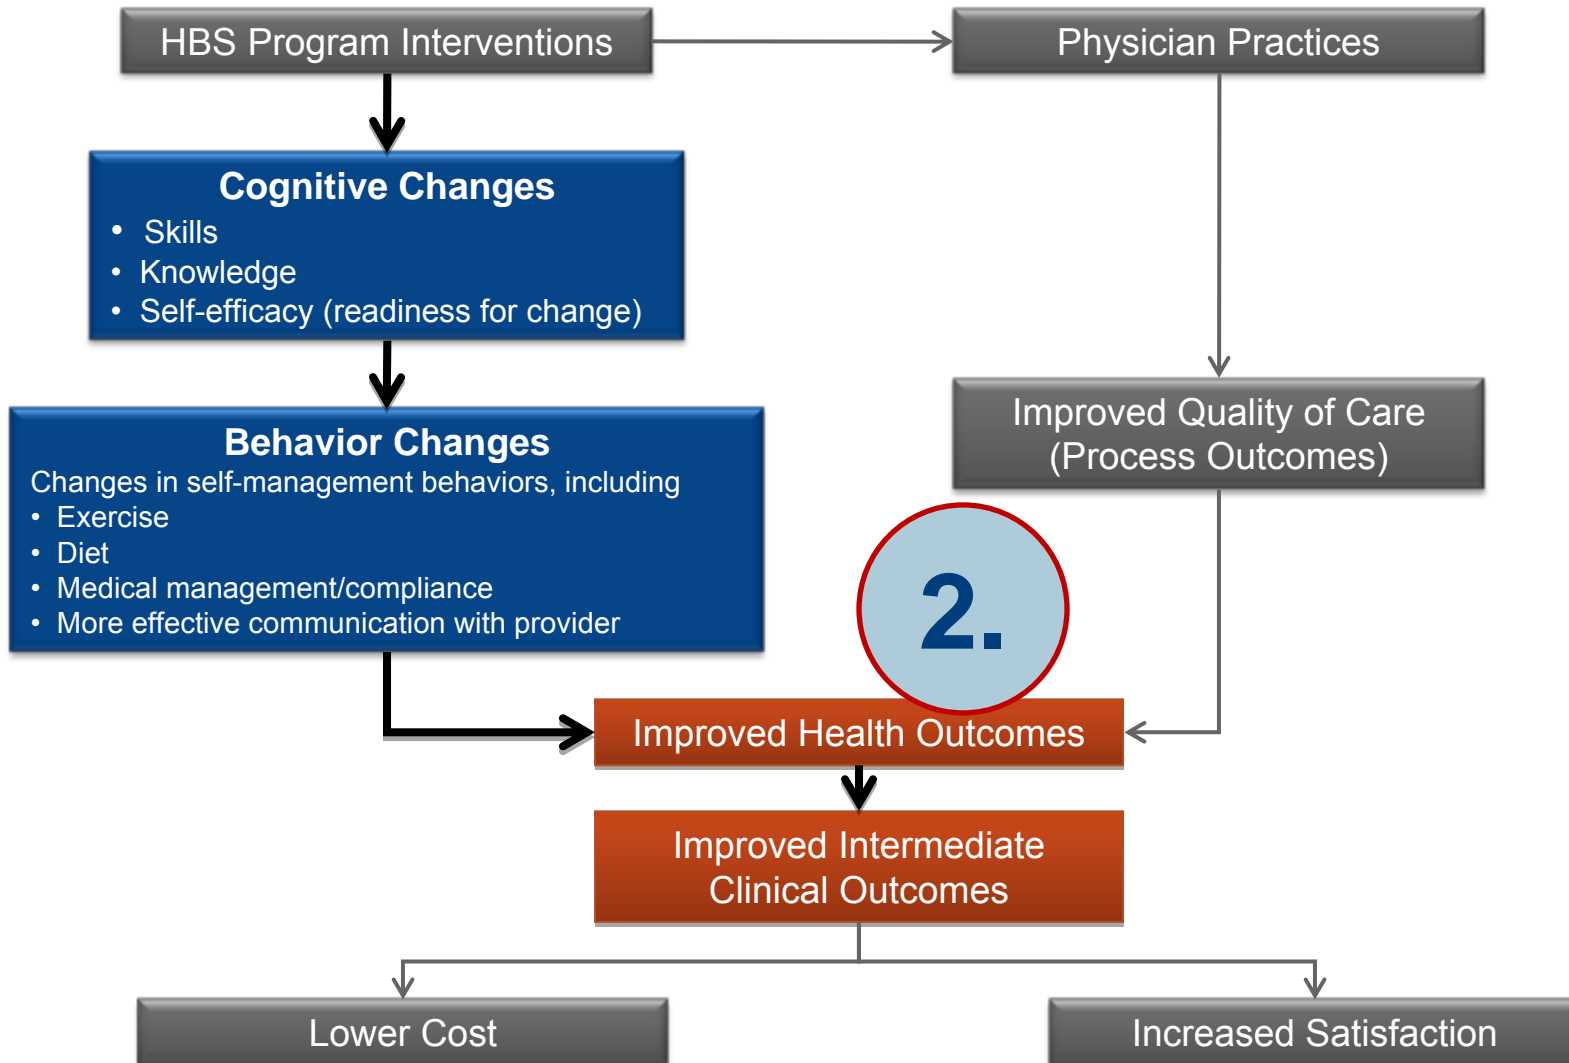 HBS Program Interventions
Physician Practices
Cognitive Changes
• Skills
• Knowledge
• Self-efficacy (readiness for change)
Behavior Changes
Changes in self-management behaviors, including
• Exercise
• Diet
• Medical management/compliance
• More effective communication with provider
Improved Quality of Care
(Process Outcomes)
2.
Improved Health Outcomes
Improved Intermediate
Clinical Outcomes
Lower Cost
Increased Satisfaction